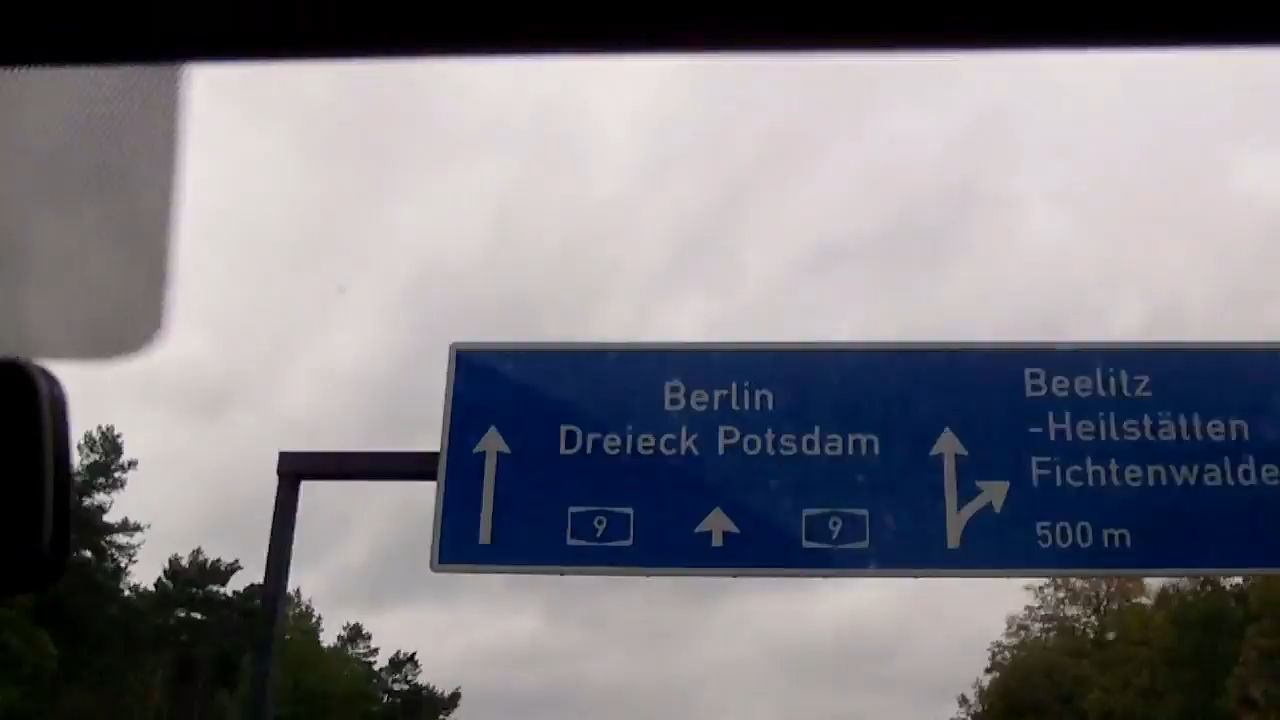 Berlin
Dreieck Potsdam
9
9
Beelitz
-Heilstätten
Fichtenwalde
500 m